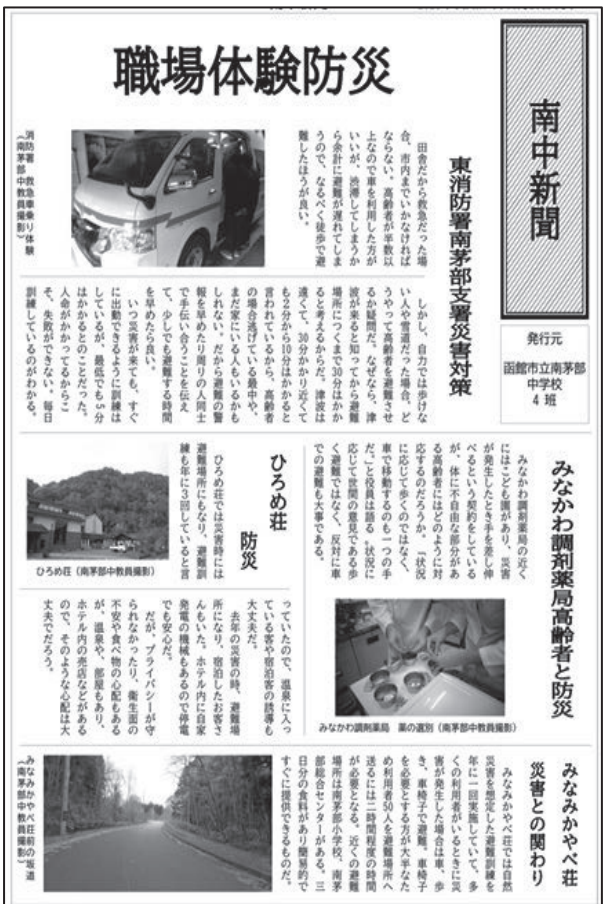 職場体験防災
南中新聞
発行元
函館市立南茅部
中学校
4 班
東消防署南茅部支署災害対策
田舎だから救急だった場
合、市内までいかなければ
ならない。高齢者が半数以
上なので車を利用した方が
いいが、渋滞してしまうか
ら余計に避難が遅れてしま
うので、なるべく徒歩で避
難したほうが良い。
消防署 救急車乗り体験
（南茅部中教員撮影）
しかし、自力では歩けな
い人や雪道だった場合、ど
うやって高齢者を避難させ
るか疑問だ。なぜなら、津
波が来ると知ってから避難
場所につくまで30分はかか
ると考えるからだ。津波は
遠くて、30分かかり近くて
も2分から10分はかかると
言われているから、高齢者
の場合逃げている最中や、
まだ家にいる人もいるかも
しれない。だから避難の警
報を早めたり周りの人同士
で手伝い合うことを伝え
て、少しでも避難する時間
を早めたら良い。
いつ災害が来ても、すぐ
に出動できるように訓練は
しているが、最低でも5分
はかかるとのことだった。
人命がかかってるからこ
そ、失敗ができない。毎日
訓練しているのがわかる。
みなかわ調剤薬局高齢者と防災
みなかわ調剤薬局の近く
にはこども園があり、災害
が発生したとき手を差し伸
べるという契約をしている
が、体に不自由な部分があ
る高齢者にはどのように対
応するのだろうか。「状況
に応じて歩くのではなく、
車で移動するのも一つの手
だ。」と役員は語る。状況に
応じて世間の意見である歩
く避難ではなく、反対に車
での避難も大事である。
みなかわ調剤薬局 薬の選別（南茅部中教員撮影）
ひろめ荘
防災
ひろめ荘では災害時には
避難場所にもなり、避難訓
練も年に3回していると言
ひろめ荘（南茅部中教員撮影）
っていたので、温泉に入っ
ている客や宿泊客の誘導も
大丈夫だ。
去年の災害の時、避難場
所になり、宿泊したお客さ
んもいた。ホテル内に自家
発電の機械もあるので停電
でも安心だ。
だが、プライバシーが守
られなかったり、衛生面の
不安や食べ物の心配もある
が、温泉や、部屋もあり、
ホテル内の売店などがある
ので、そのような心配は大
丈夫でだろう。
みなみかやべ荘
災害との関わり
みなみかやべ荘では自然
災害を想定した避難訓練を
年に一回実施していて、多
くの利用者がいるときに災
害が発生した場合は車、歩
き、車椅子で避難。車椅子
を必要とする方が大半なた
め利用者50人を避難場所へ
送るには二時間程度の時間
が必要となる。近くの避難
場所は南茅部小学校、南茅
部総合センターがある。三
日分の食料があり簡易的で
すぐに提供できるものだ。
みなみかやべ荘前の坂道
（南茅部中教員撮影）